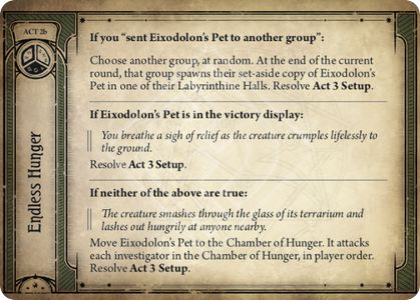 ACT 2b
Endless Hunger
If you “sent Eixodolon’s Pet to another group”:
Choose another group, at random. At the end of the current
round, that group spawns their set-aside copy of Eixodolon’s
Pet in one of their Labyrinthine Halls. Resolve Act 3 Setup.
If Eixodolon’s Pet is in the victory display:
You breathe a sigh of relief as the creature crumples lifelessly to
the ground.
Resolve Act 3 Setup.
If neither of the above are true:
The creature smashes through the glass of its terrarium and
lashes out hungrily at anyone nearby.
Move Eixodolon’s Pet to the Chamber of Hunger. It attacks
each investigator in the Chamber of Hunger, in player order.
Resolve Act 3 Setup.